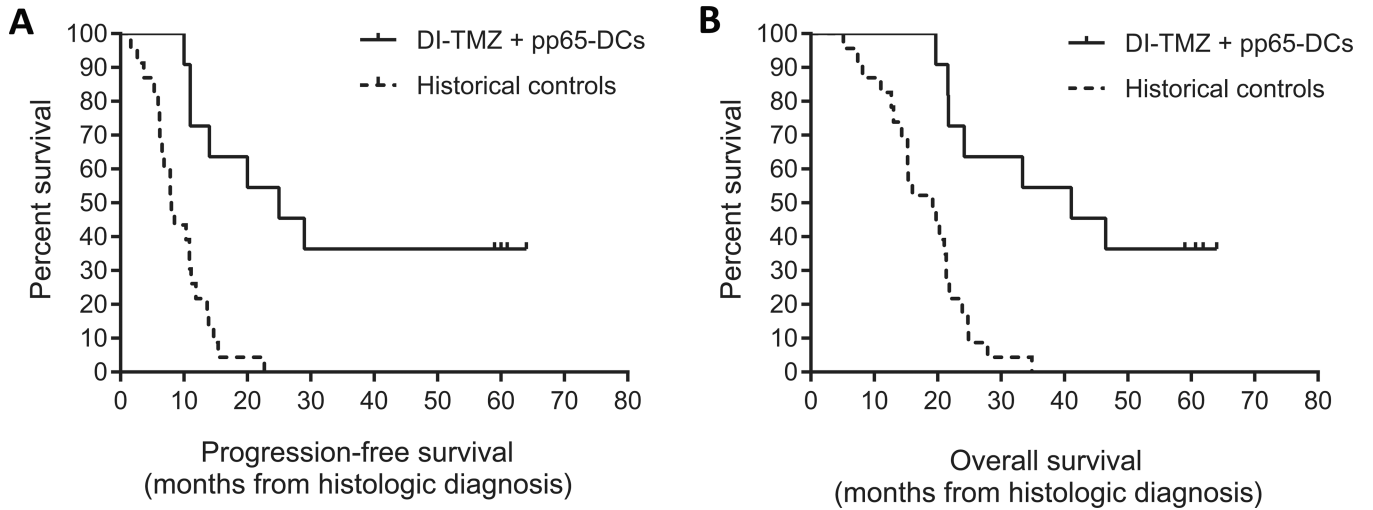 A
100
90
80
70
60
50
40
30
20
10
0
Percent survival
DI-TMZ + pp65-DCs
Historical controls
0 10 20 30 40 50 60 70 80
Progression-free survival
(months from histologic diagnosis)
B
100
90
80
70
60
50
40
30
20
10
0
Percent survival
DI-TMZ + pp65-DCs
Historical controls
0 10 20 30 40 50 60 70 80
Overall survival
(months from histologic diagnosis)